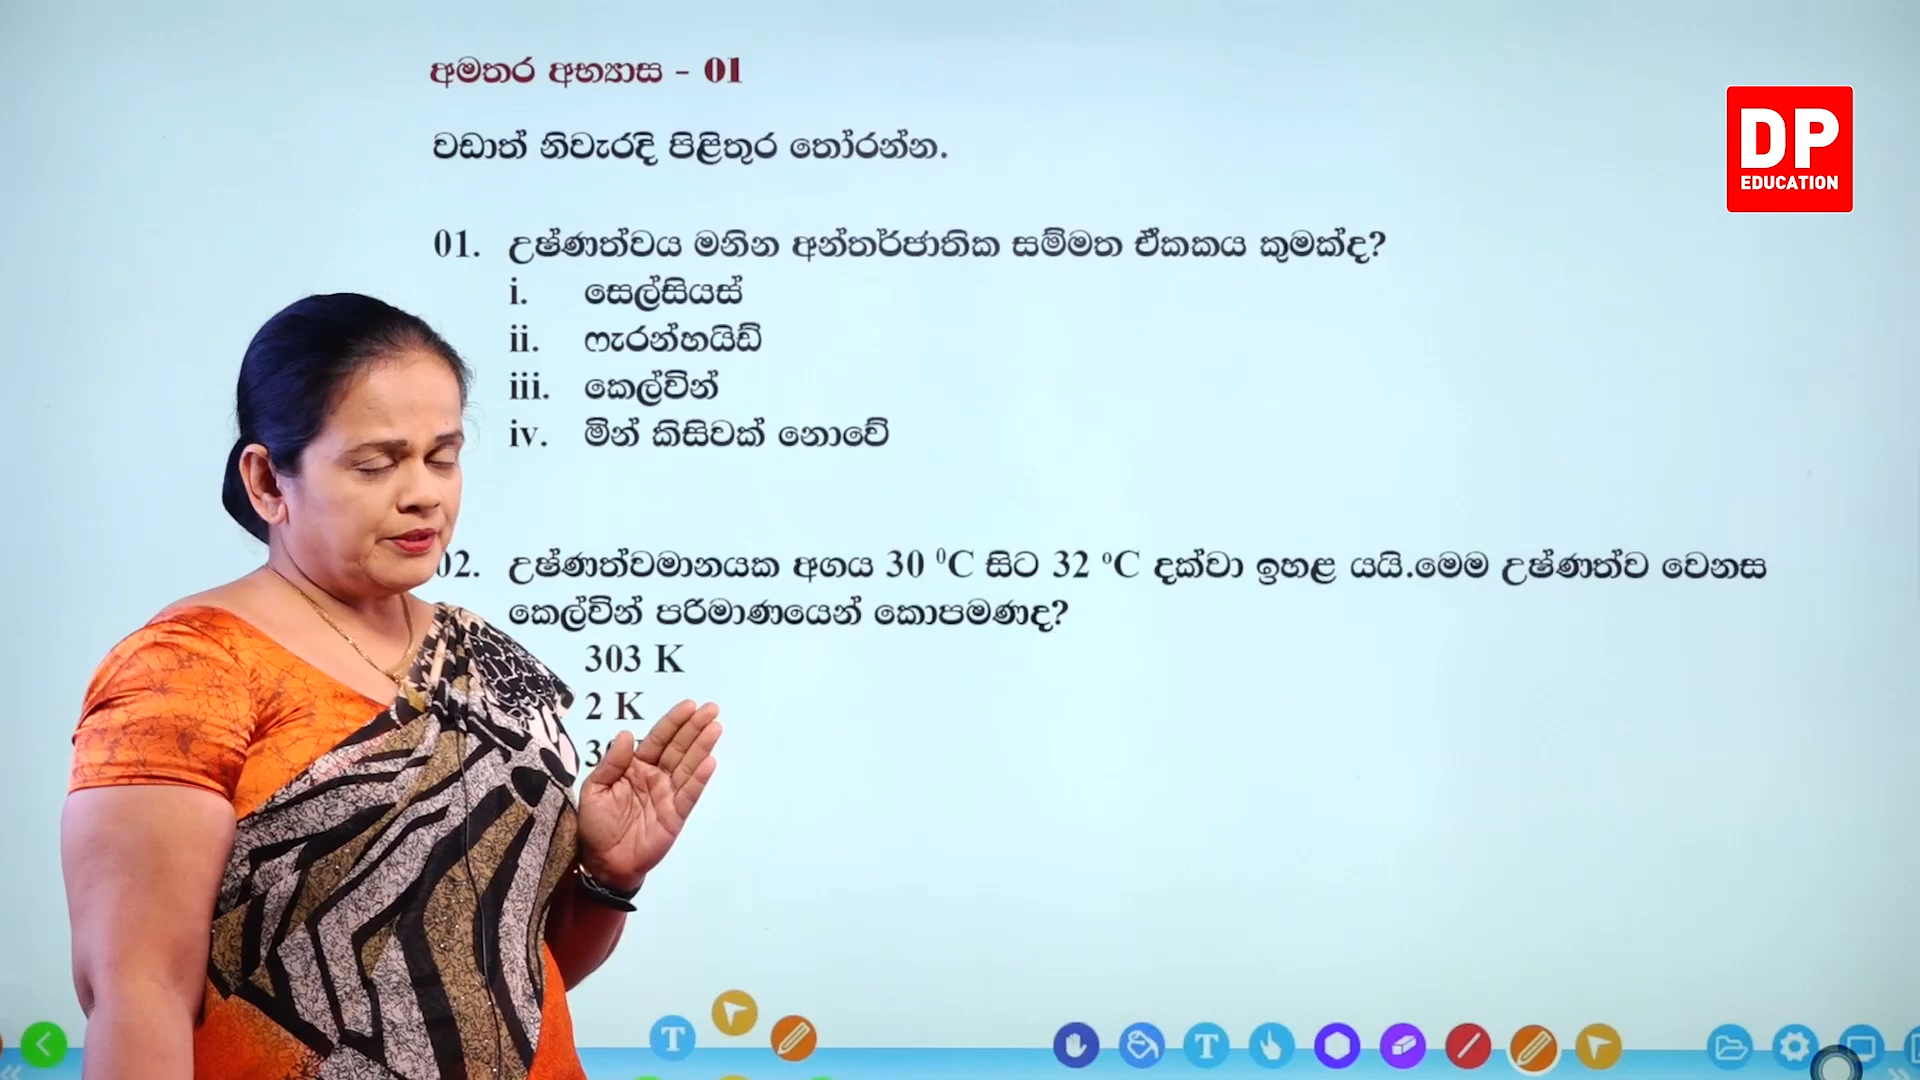 අමතර අභ්‍යාස - 01
DP
EDUCATION
වඩාත් නිවැරදි පිළිතුර තෝරන්න.
01. උෂ්ණත්වය මනින අන්තර්ජාතික සම්මත ඒකකය කුමක්ද?
i. සෙල්සියස්
ii. ෆැරන්හයිඩ්
iii. කෙල්වින්
iv. මින් කිසිවක් නොවේ
02. උෂ්ණත්වමානයක අගය 30 ⁰C සිට 32 ᵒC දක්වා ඉහළ යයි.මෙම උෂ්ණත්ව වෙනස
කෙල්වින් පරිමාණයෙන් කොපමණද?
303 K
2 K